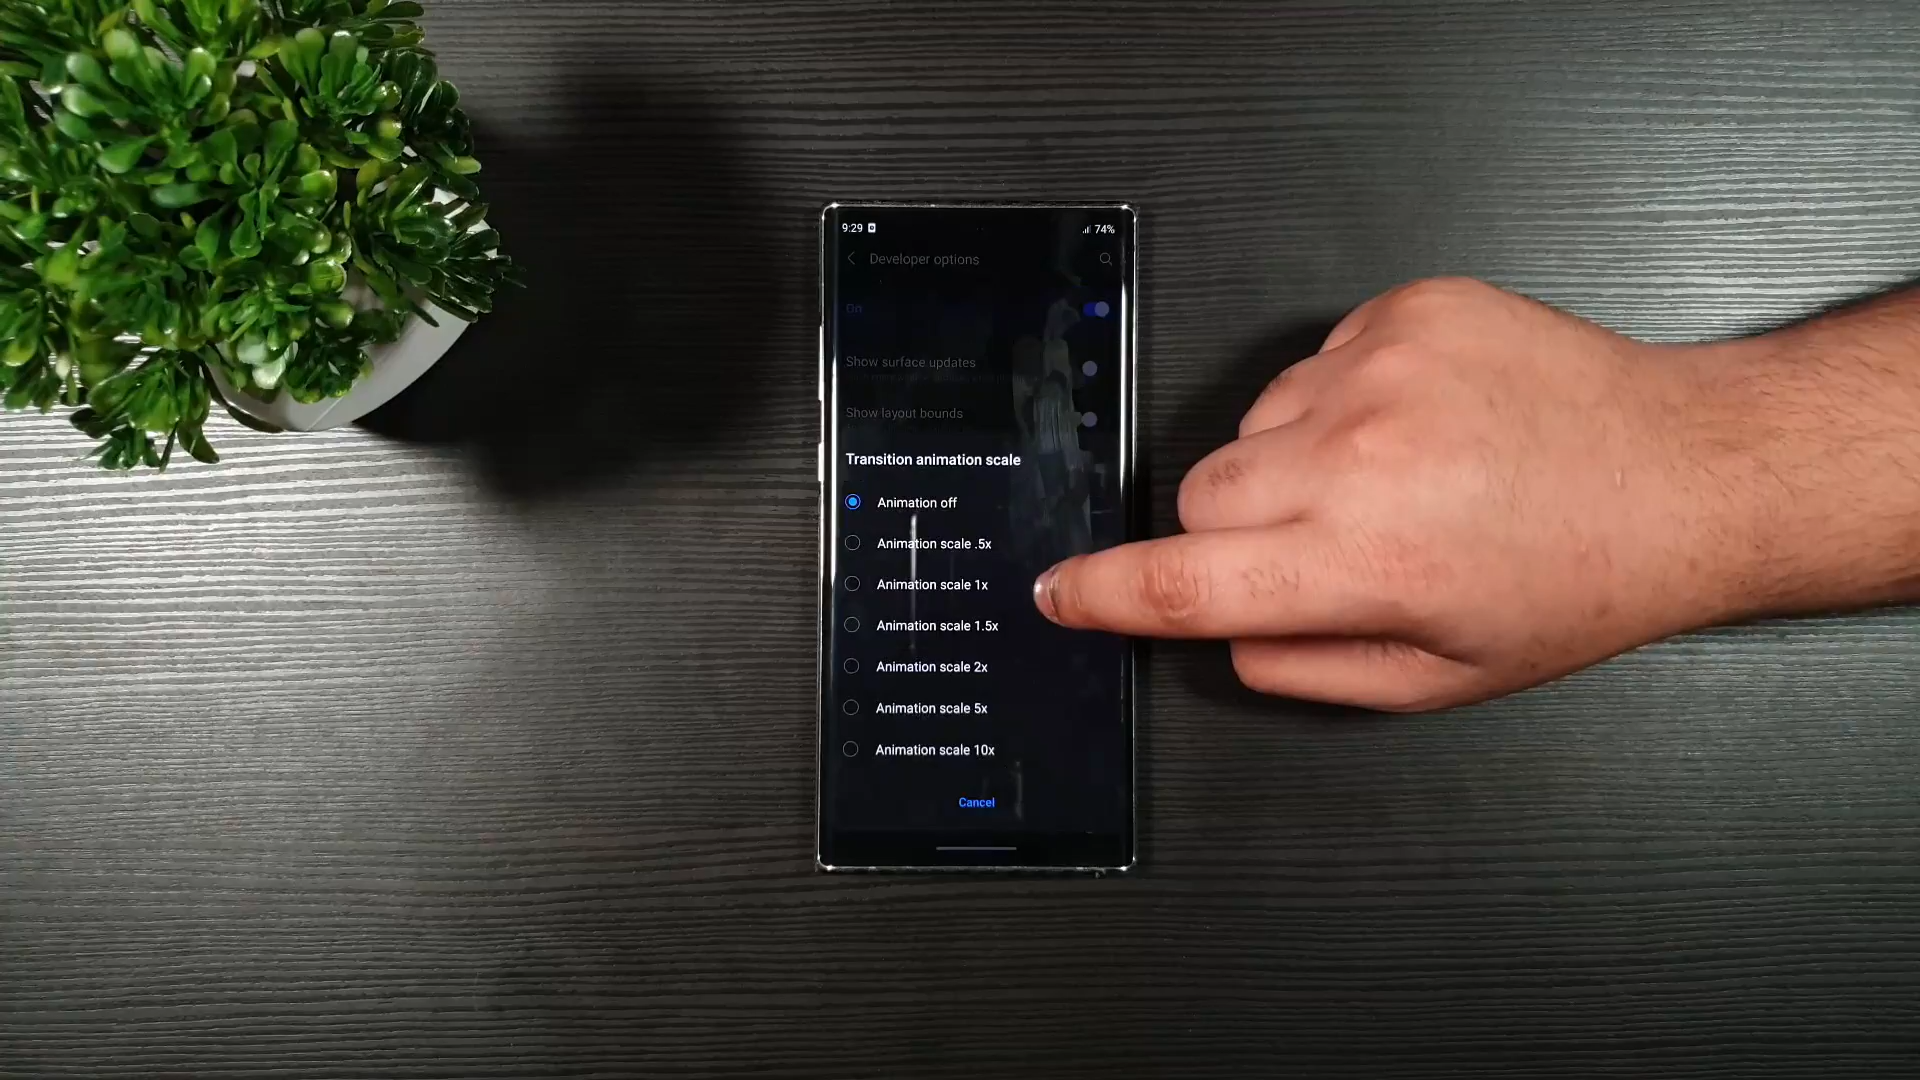 9:29
74%
Developer options
On
Show surface updates
Show layout bounds
Transition animation scale
Animation off
Animation scale .5x
Animation scale 1x
Animation scale 1.5x
Animation scale 2x
Animation scale 5x
Animation scale 10x
Cancel